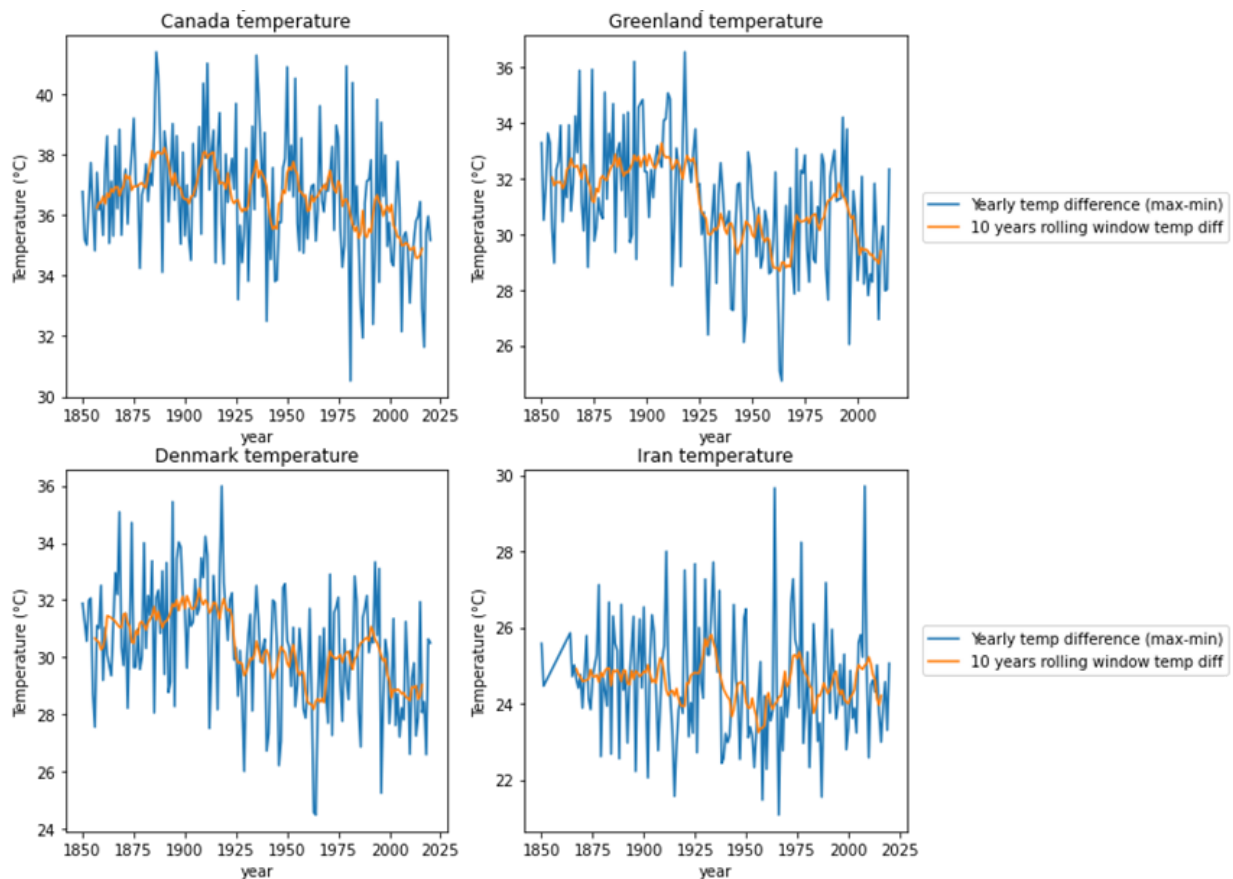 Canada temperature
Temperature (°C)
40
38
36
34
32
30
1850 1875 1900 1925 1950 1975 2000 2025
year
Greenland temperature
Temperature (°C)
36
34
32
30
28
26
1850 1875 1900 1925 1950 1975 2000
year
Yearly temp difference (max-min)
10 years rolling window temp diff
Denmark temperature
Temperature (°C)
36
34
32
30
28
26
24
1850 1875 1900 1925 1950 1975 2000 2025
year
Iran temperature
Temperature (°C)
30
28
26
24
22
1850 1875 1900 1925 1950 1975 2000 2025
year
Yearly temp difference (max-min)
10 years rolling window temp diff